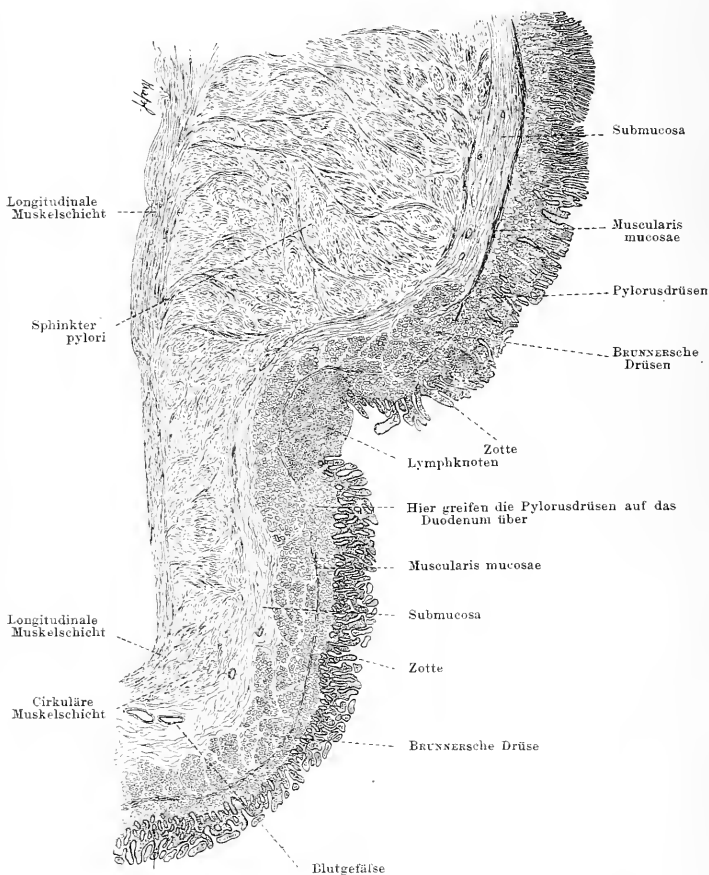 Submucosa
Longitudinale
Muskelschicht
Muscularis
mucosae
Pylorusdrüsen
Sphinkter
pylori
BRUNNERsche
Drüsen
Zotte
Lymphknoten
Hier greifen die Pylorusdrüsen auf das
Duodenum über
Muscularis mucosae
Submucosa
Longitudinale
Muskelschicht
Zotte
Cirkuläre
Muskelschicht
BRUNNERsche Drüse
Blutgefäſse